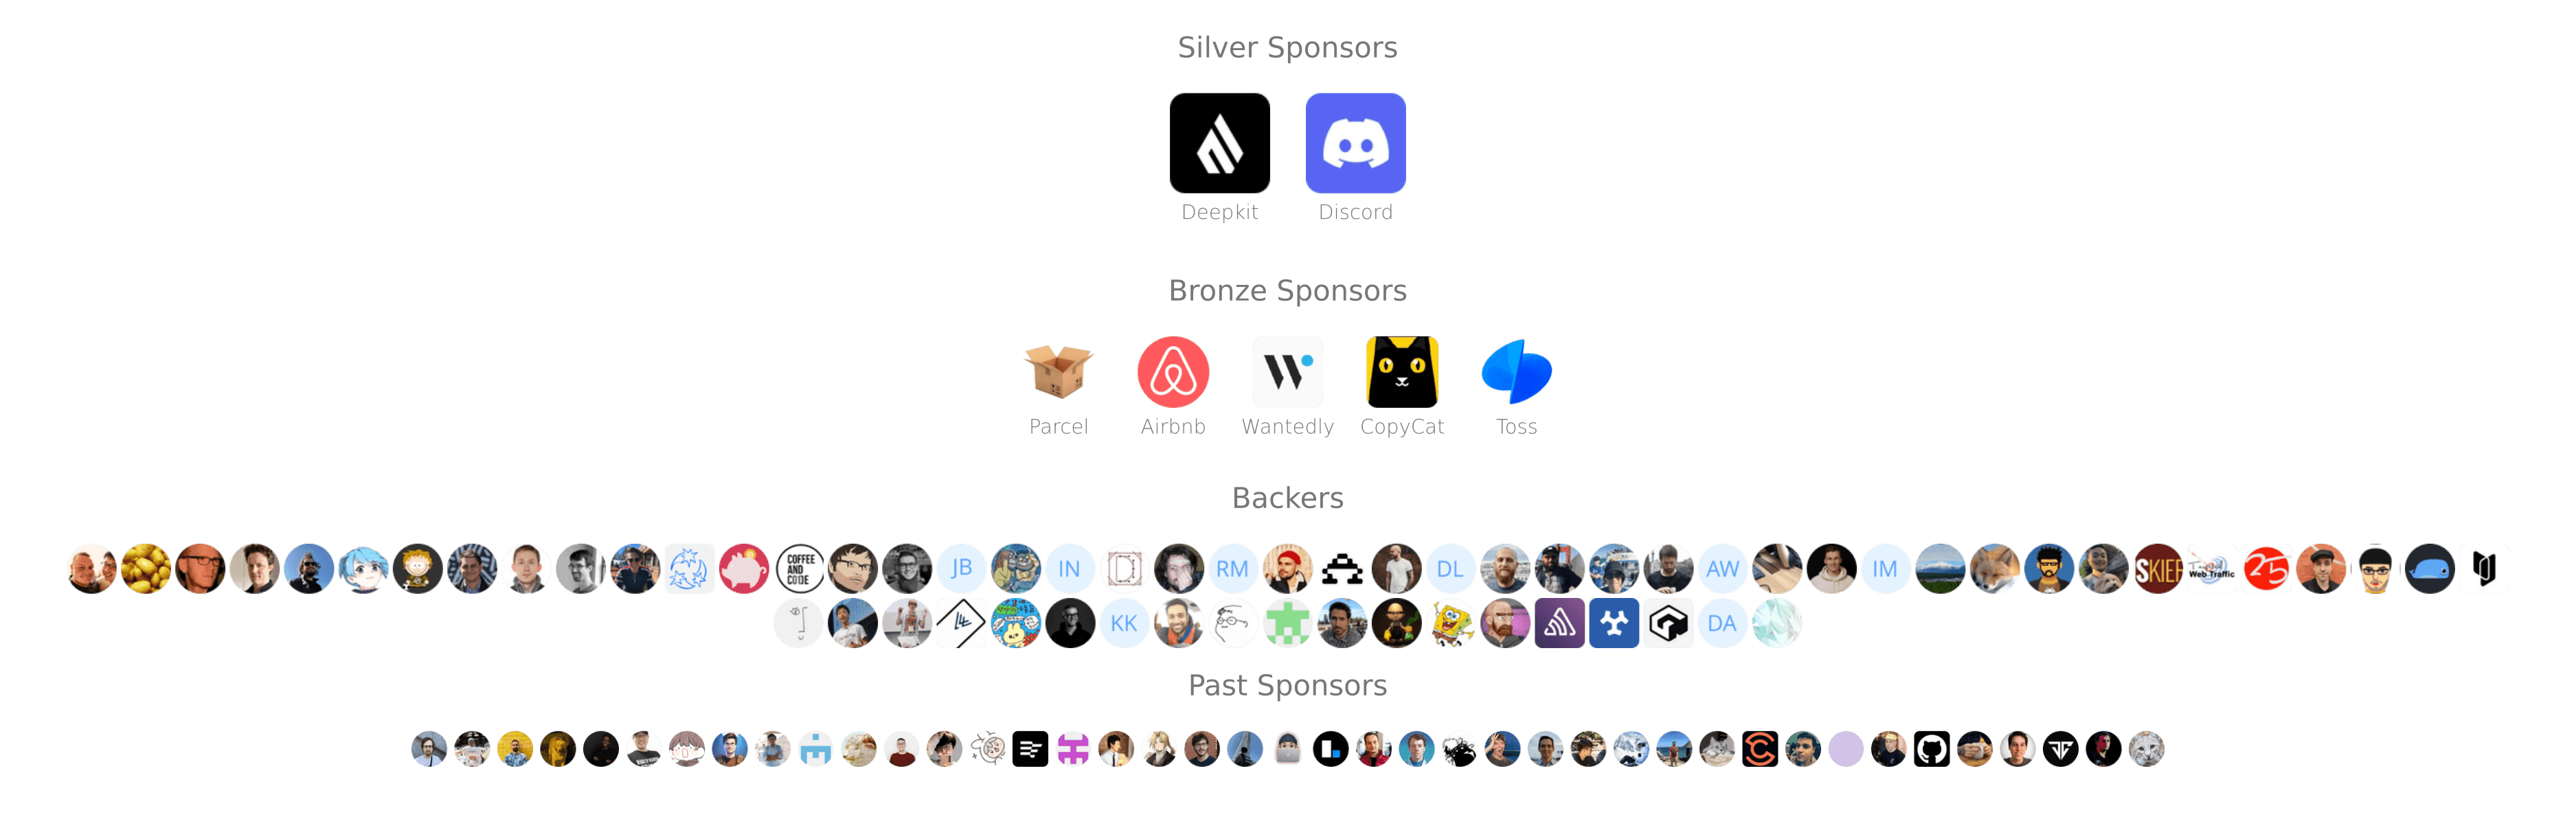 Silver Sponsors
Deepkit Discord
Bronze Sponsors
Parcel Airbnb Wantedly CopyCat Toss
Backers
COFFEE AND CODE JB IN RM DL AW IM SKIEF Web Traffic 25
KK DA
Past Sponsors